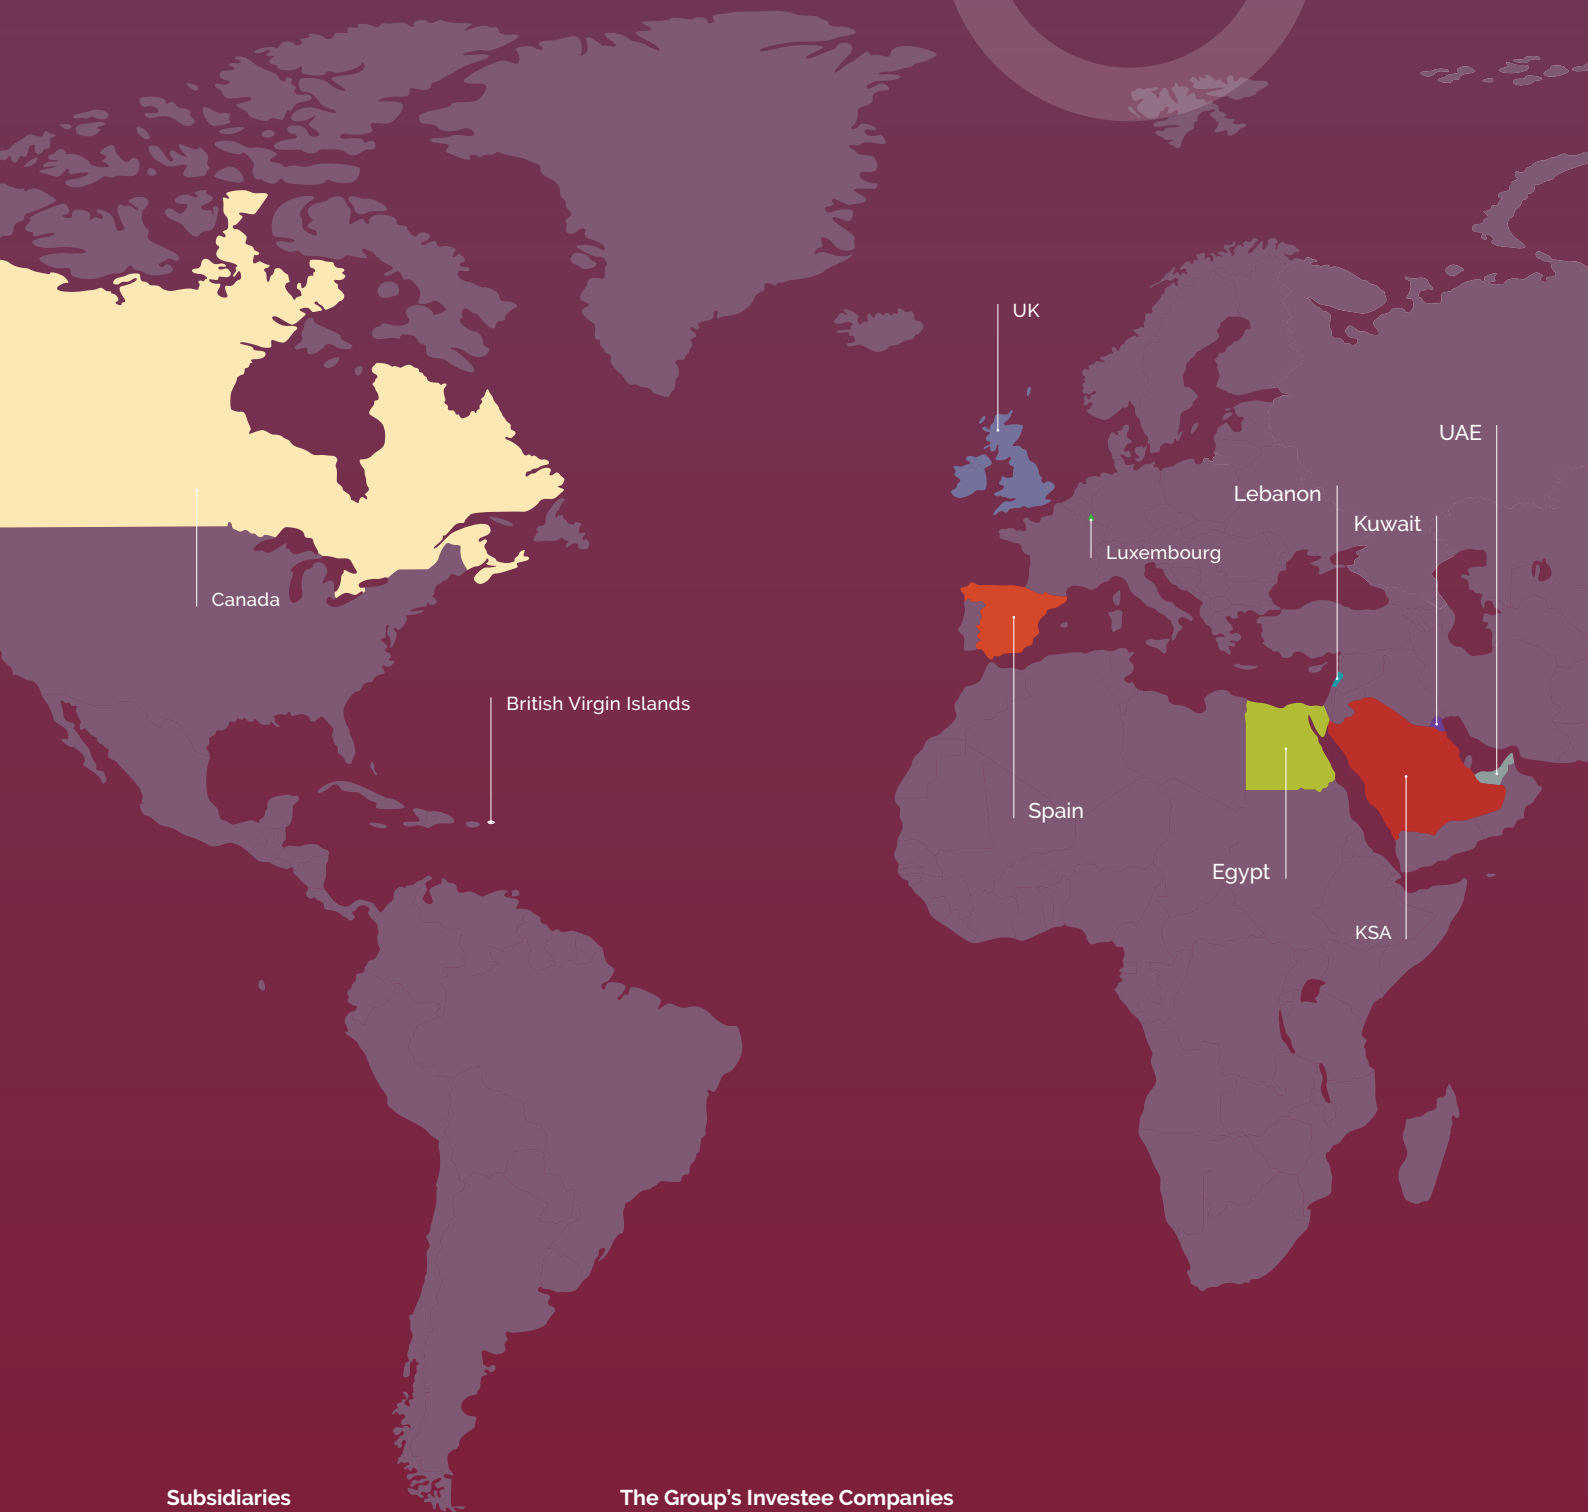 UK
UAE
Lebanon
Kuwait
Luxembourg
Canada
British Virgin Islands
Spain
Egypt
KSA
Subsidiaries
The Group's Investee Companies